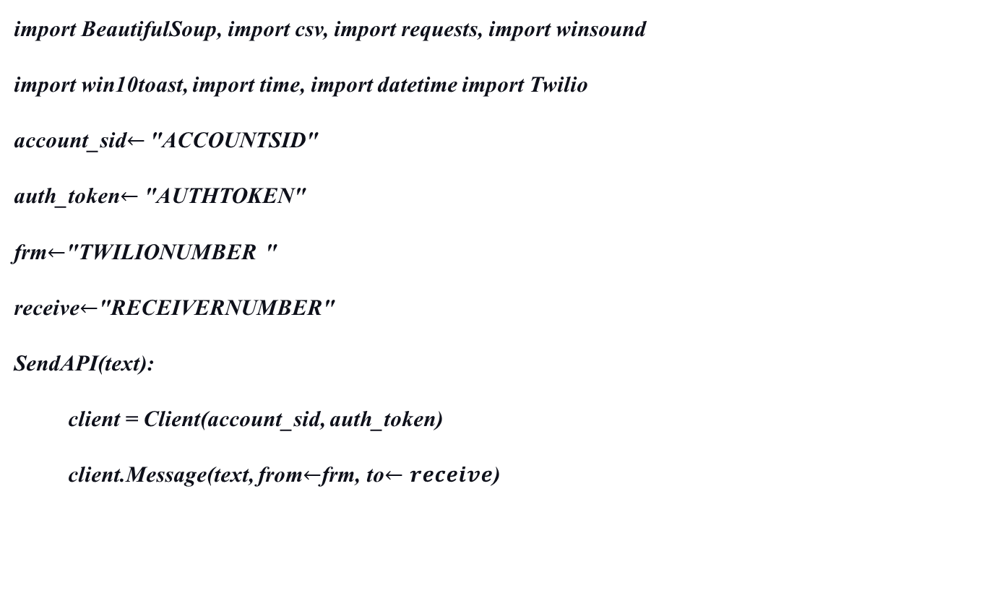 import BeautifulSoup, import csv, import requests, import winsound
import win10toast, import time, import datetime import Twilio
account_sid← "ACCOUNTSID"
auth_token← "AUTHTOKEN"
frm←"TWILIONUMBER "
receive←"RECEIVERNUMBER"
SendAPI(text):
client = Client(account_sid, auth_token)
client.Message(text, from←frm, to← receive)